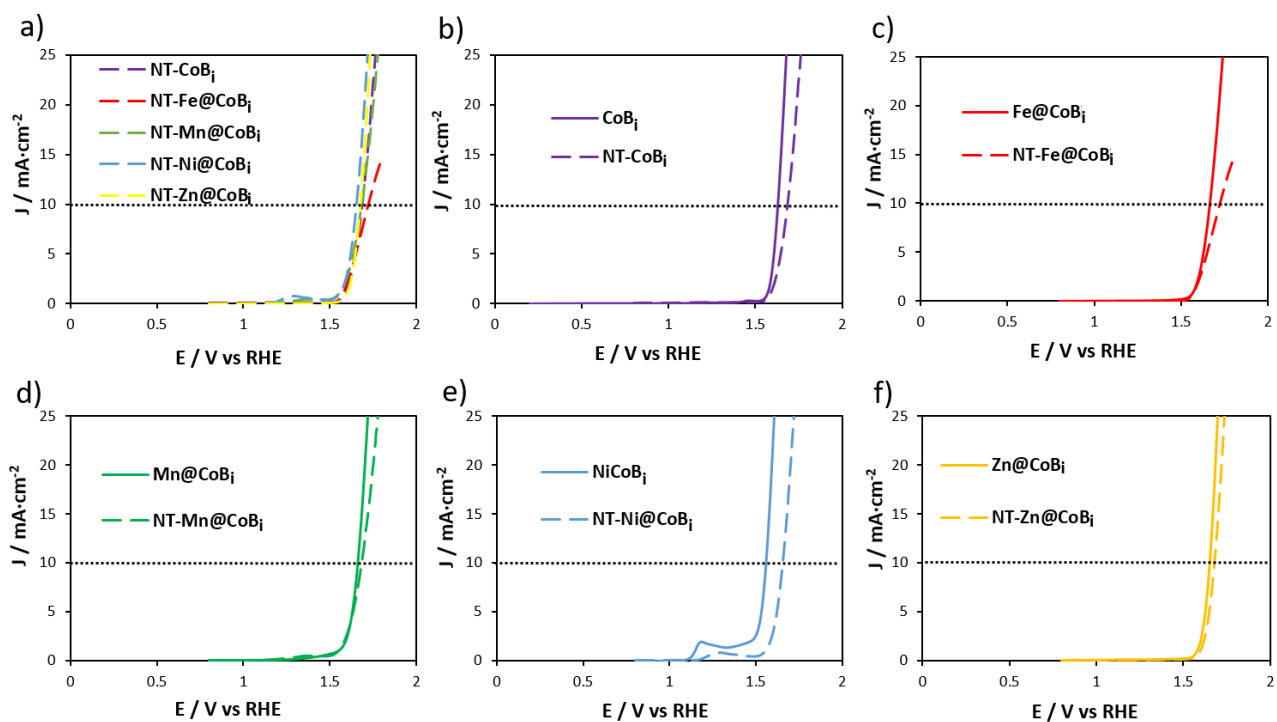 a)
25
20
15
10
5
0
J / mA·cm⁻²
NT-CoBᵢ
NT-Fe@CoBᵢ
NT-Mn@CoBᵢ
NT-Ni@CoBᵢ
NT-Zn@CoBᵢ
0 0.5 1 1.5 2
E / V vs RHE
b)
25
20
15
10
5
0
J / mA·cm⁻²
CoBᵢ
NT-CoBᵢ
0 0.5 1 1.5 2
E / V vs RHE
c)
25
20
15
10
5
0
J / mA·cm⁻²
Fe@CoBᵢ
NT-Fe@CoBᵢ
0 0.5 1 1.5 2
E / V vs RHE
d)
25
20
15
10
5
0
J / mA·cm⁻²
Mn@CoBᵢ
NT-Mn@CoBᵢ
0 0.5 1 1.5 2
E / V vs RHE
e)
25
20
15
10
5
0
J / mA·cm⁻²
NiCoBᵢ
NT-Ni@CoBᵢ
0 0.5 1 1.5 2
E / V vs RHE
f)
25
20
15
10
5
0
J / mA·cm⁻²
Zn@CoBᵢ
NT-Zn@CoBᵢ
0 0.5 1 1.5 2
E / V vs RHE